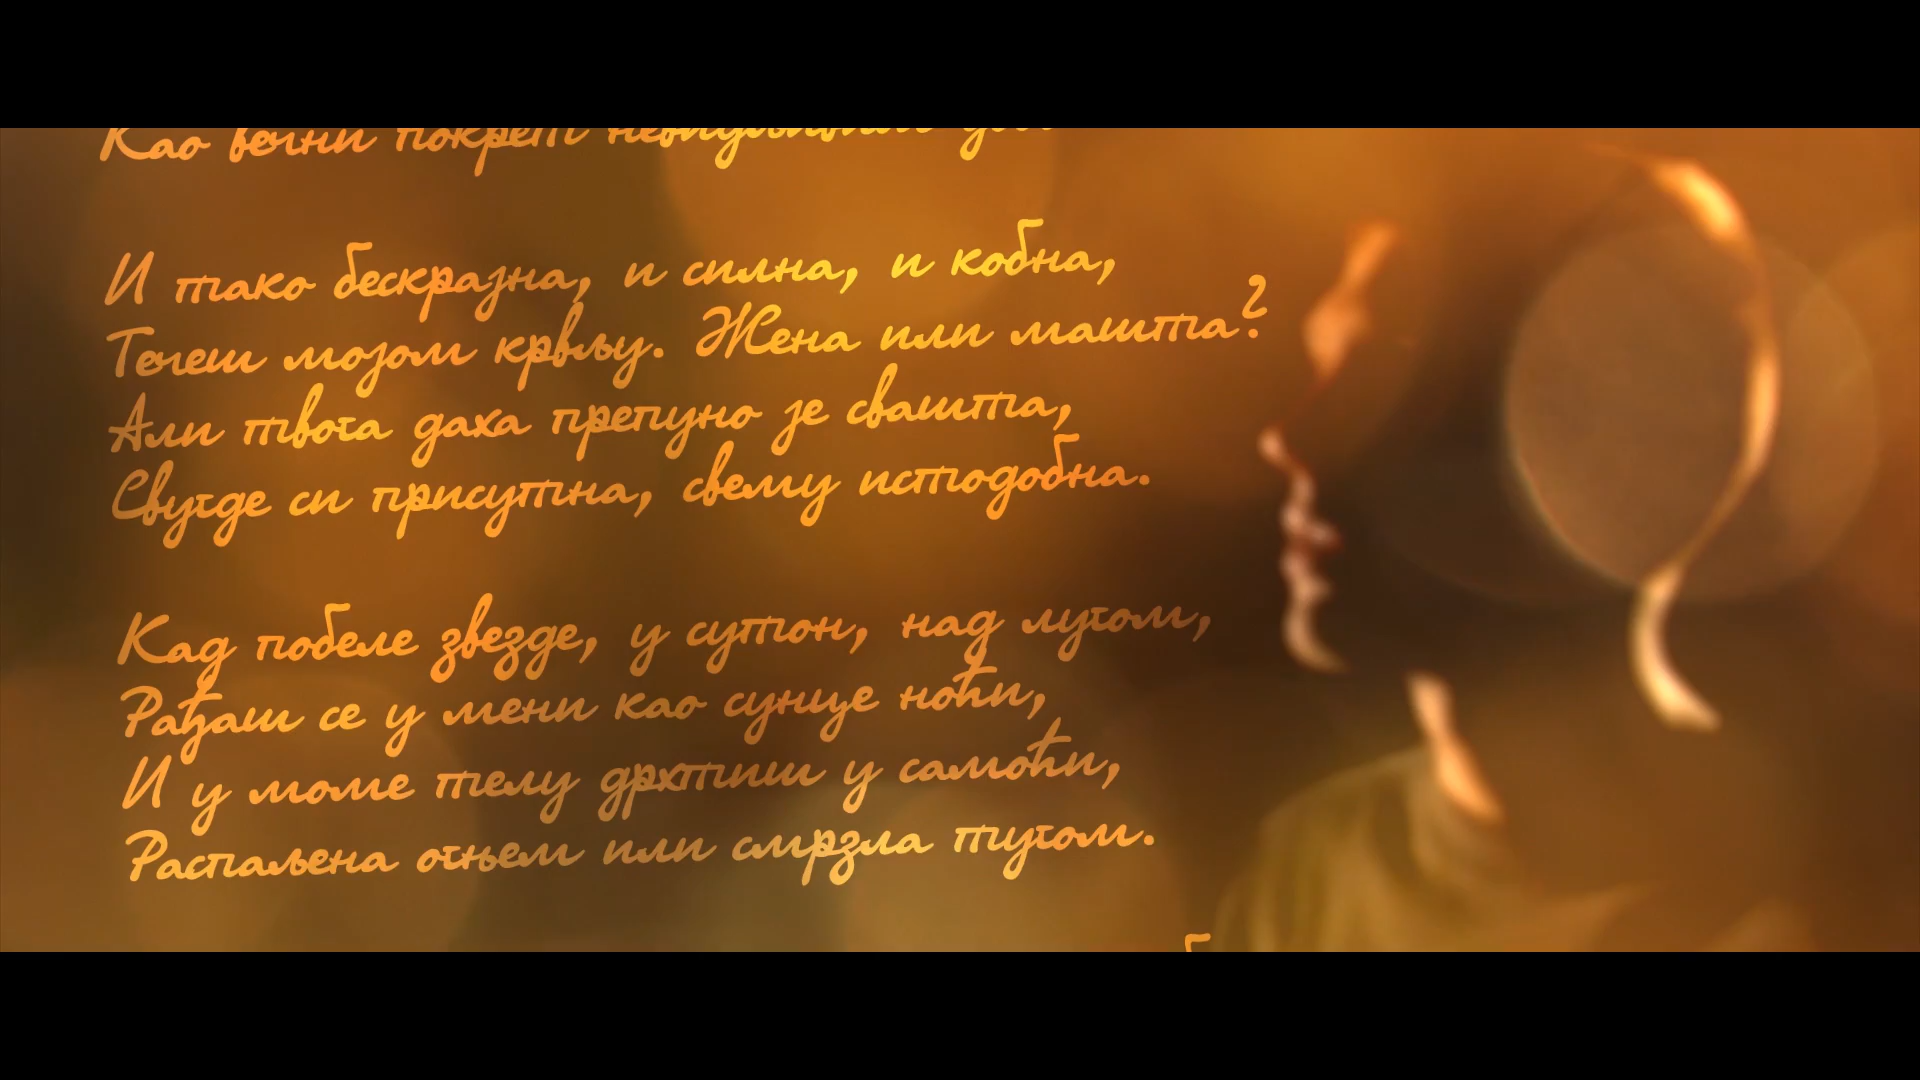 Као вечни покрет
И тако бескрајна, и силна, и кобна,
Течеш мојом крвљу. Жена или машта?
Али твога даха препуно је свашта,
Свугде си присутна, свему истодобна.
Кад побеле звезде, у сутон, над лугом,
Рађаш се у мени као сунце ноћи,
И у моме телу дрхтиш у самоћи,
Распаљена огњем или смрзла тугом.